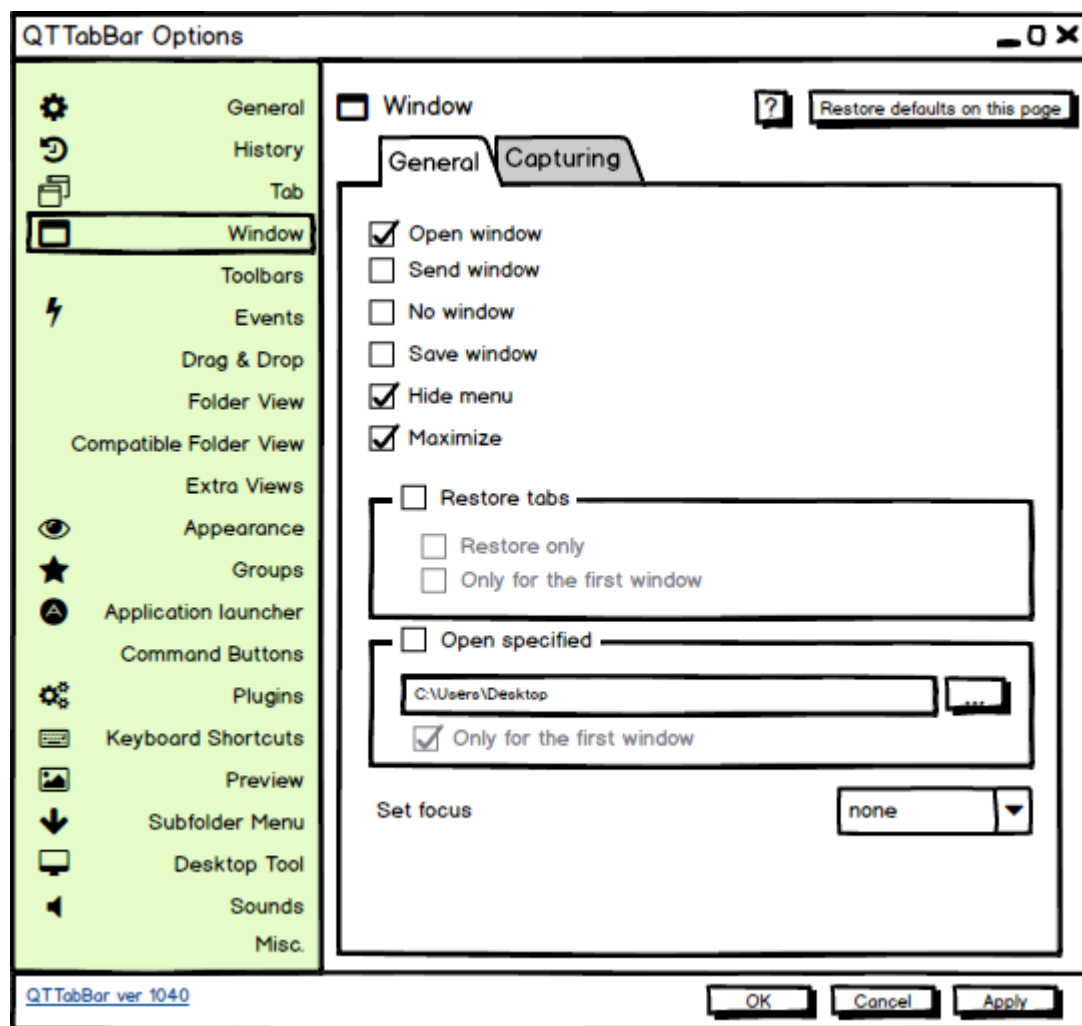 QTTabBar Options
General
History
Tab
Window
Toolbars
Events
Drag & Drop
Folder View
Compatible Folder View
Extra Views
Appearance
Groups
Application launcher
Command Buttons
Plugins
Keyboard Shortcuts
Preview
Subfolder Menu
Desktop Tool
Sounds
Misc.
Window
?
Restore defaults on this page
General
Capturing
Open window
Send window
No window
Save window
Hide menu
Maximize
Restore tabs
Restore only
Only for the first window
Open specified
C:\Users\Desktop
...
Only for the first window
Set focus
none
QTTabBar ver 1040
OK
Cancel
Apply